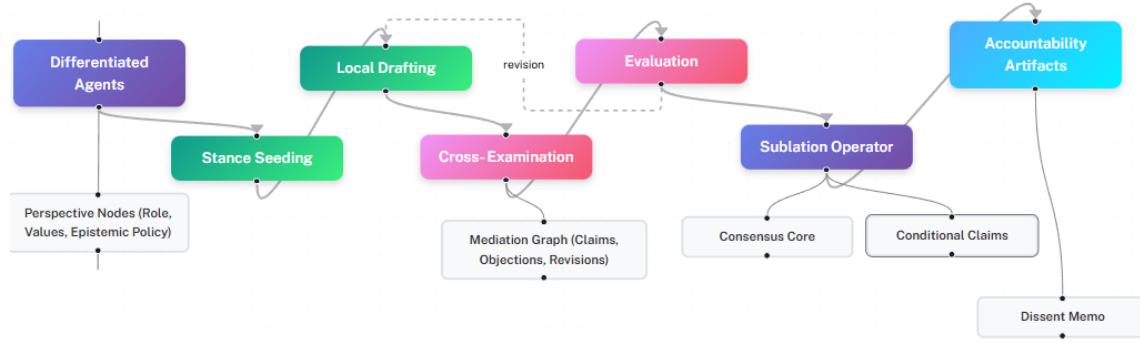 Differentiated
Agents
Stance Seeding
Local Drafting
revision
Cross-Examination
Evaluation
Sublation Operator
Accountability
Artifacts
Perspective Nodes (Role,
Values, Epistemic Policy)
Mediation Graph (Claims,
Objections, Revisions)
Consensus Core
Conditional Claims
Dissent Memo